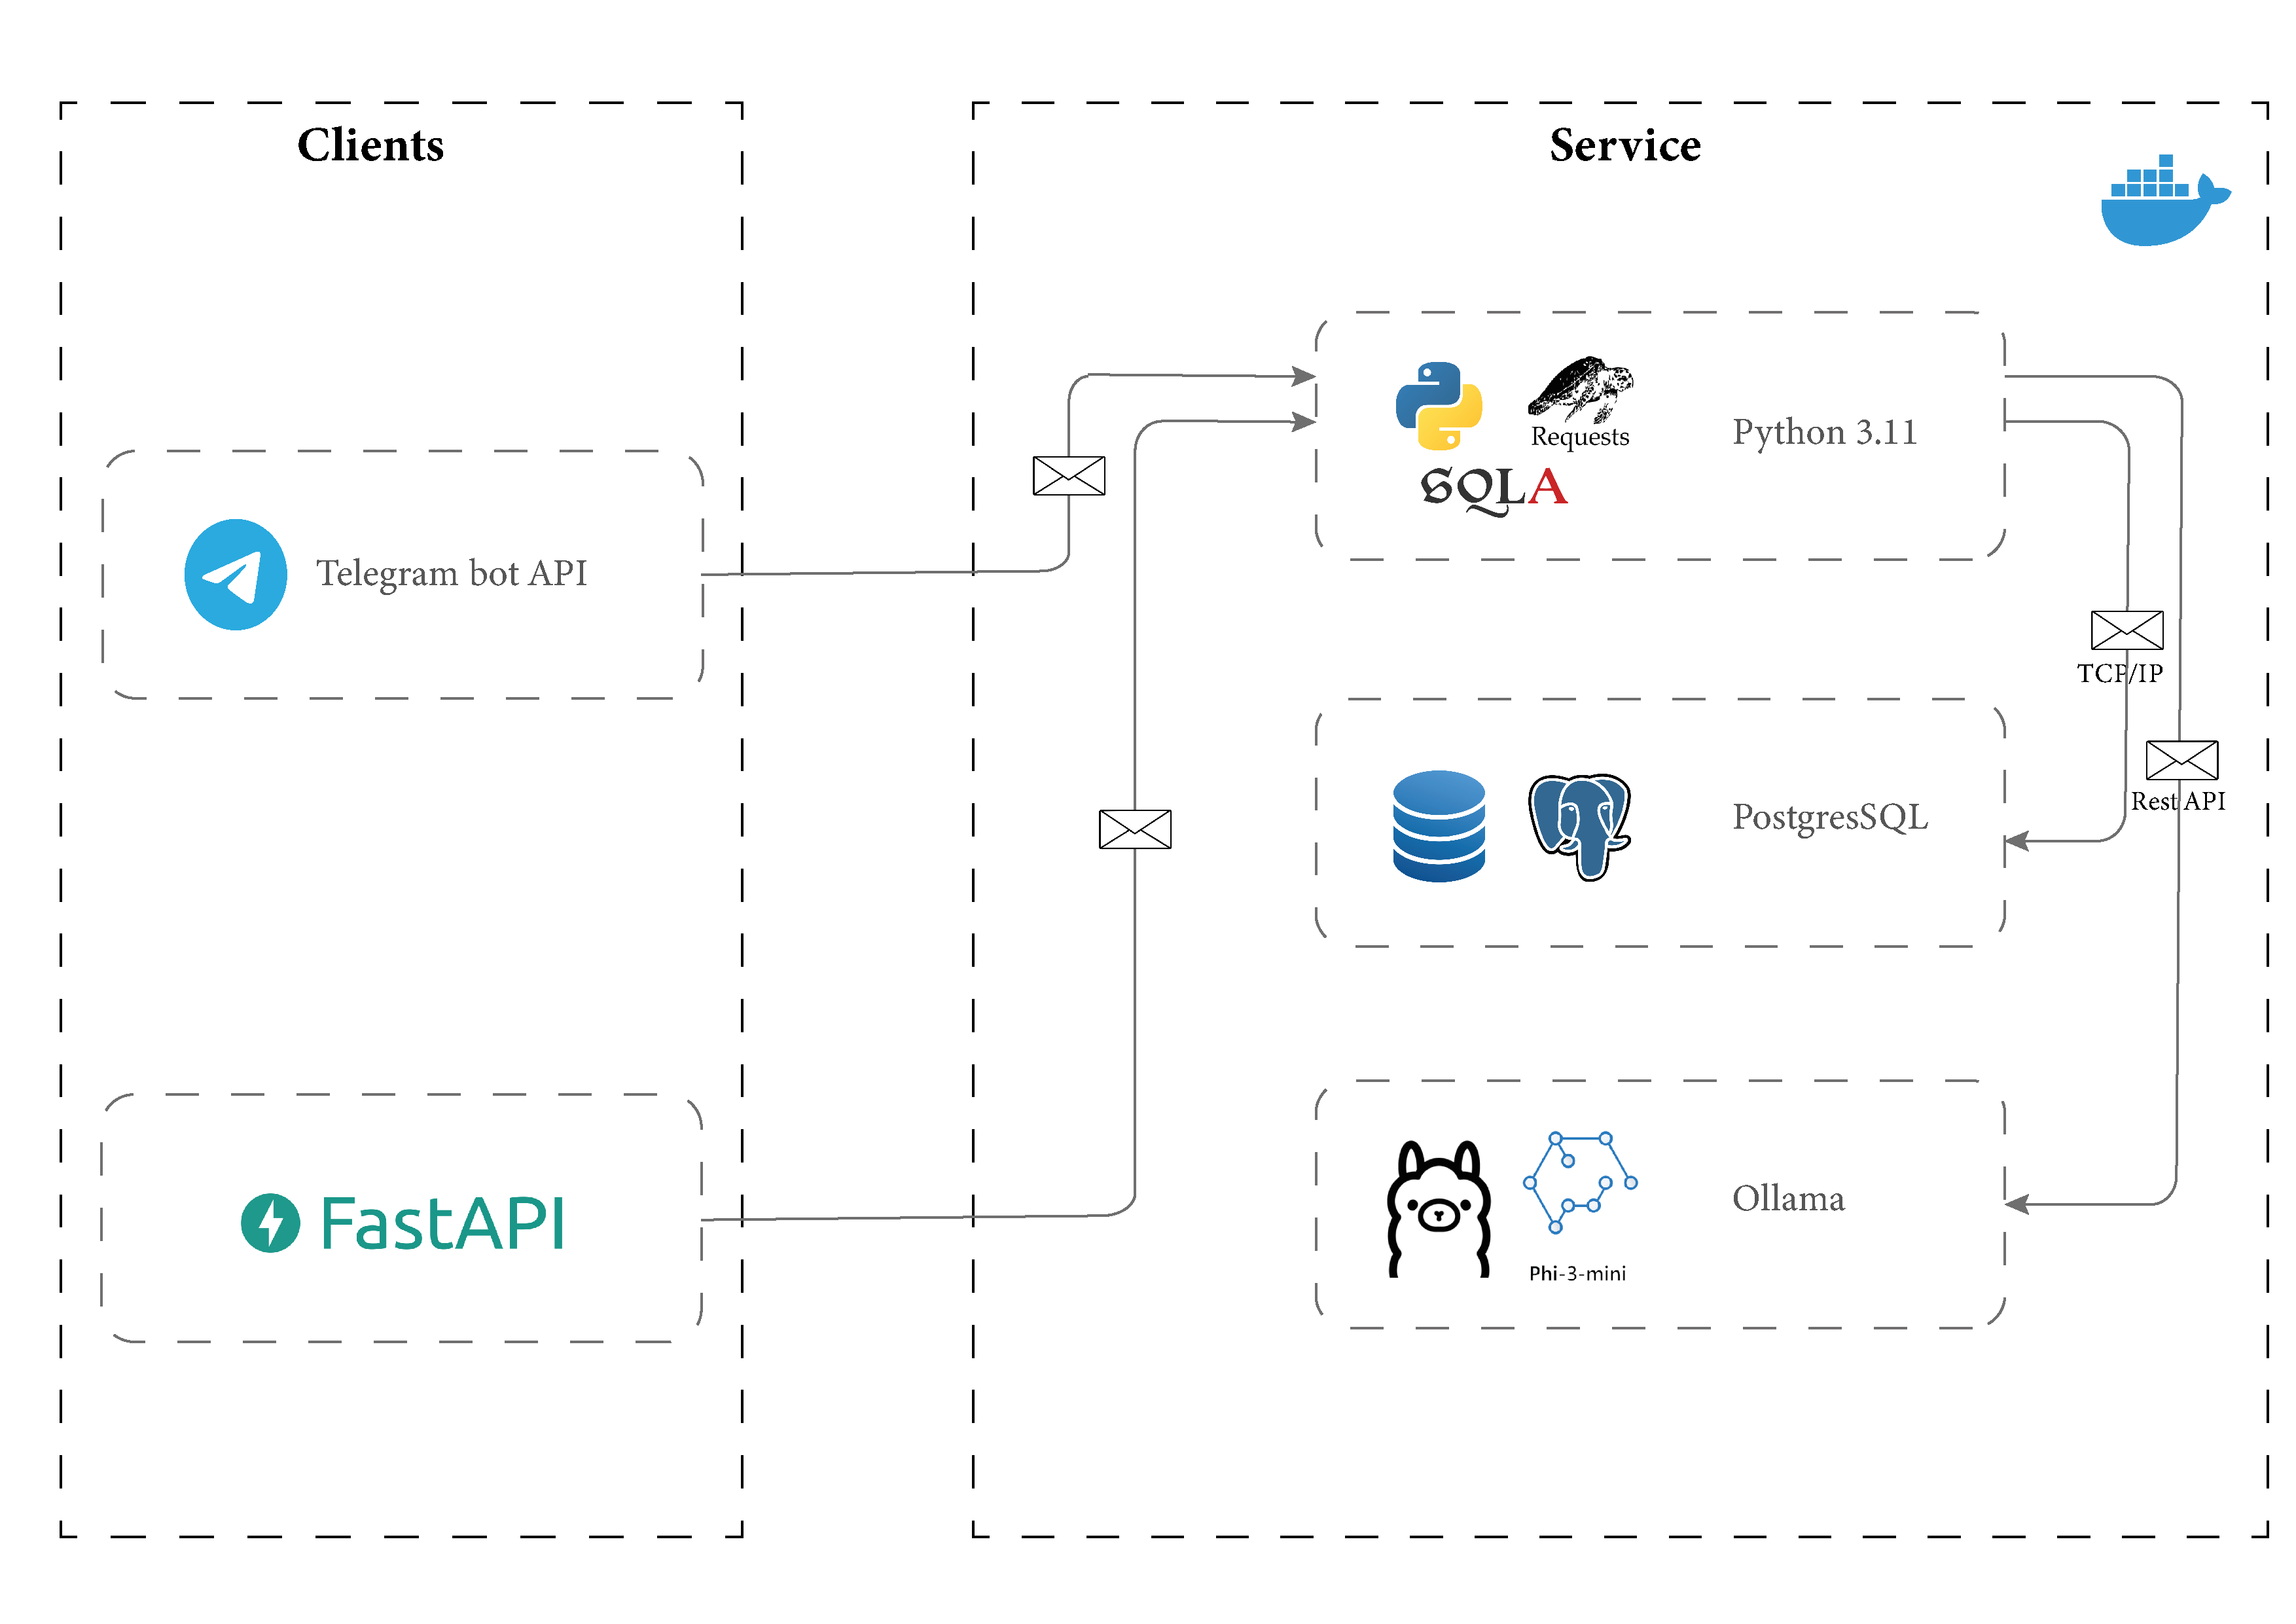 Clients
Service
Requests
Python 3.11
SQLA
Telegram bot API
TCP/IP
PostgresSQL
Rest API
FastAPI
Ollama
Phi-3-mini